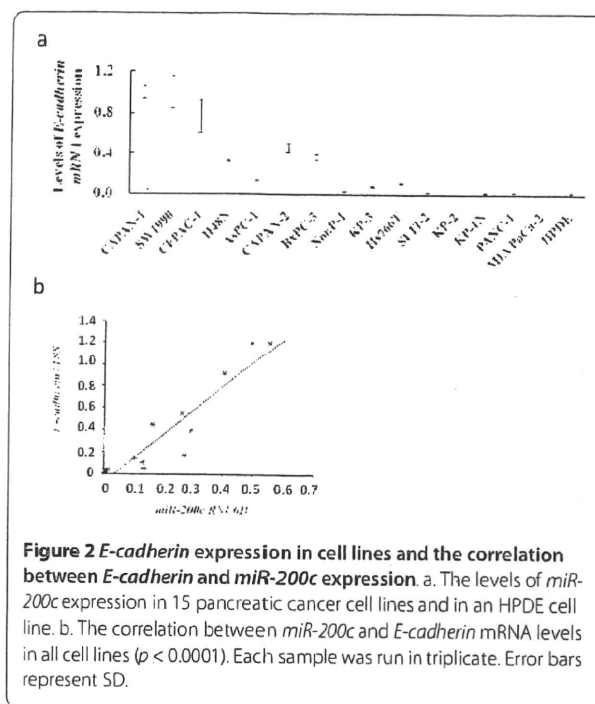 a
Levels of E-cadherin
mRNA expression
1.2
0.8
0.4
0.0
CAPAN-1
SW1990
CFPAC-1
H48N
AsPC-1
CAPAN-2
BxPC-3
NorP-1
KP-3
Hs766T
SUIT-2
KP-2
KP-1N
PANC-1
MIA PaCa-2
HPDE
b
1.4
1.2
1.0
0.8
0.6
0.4
0.2
0
0 0.1 0.2 0.3 0.4 0.5 0.6 0.7
miR-200c
Figure 2 E-cadherin expression in cell lines and the correlation
between E-cadherin and miR-200c expression. a. The levels of miR-
200c expression in 15 pancreatic cancer cell lines and in an HPDE cell
line. b. The correlation between miR-200c and E-cadherin mRNA levels
in all cell lines (p < 0.0001). Each sample was run in triplicate. Error bars
represent SD.